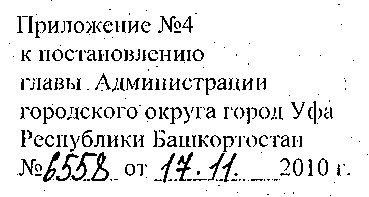 Приложение №4
к постановлению
главы Администрации
городского округа город Уфа
Республики Башкортостан
№6558 от 17.11. 2010 г.